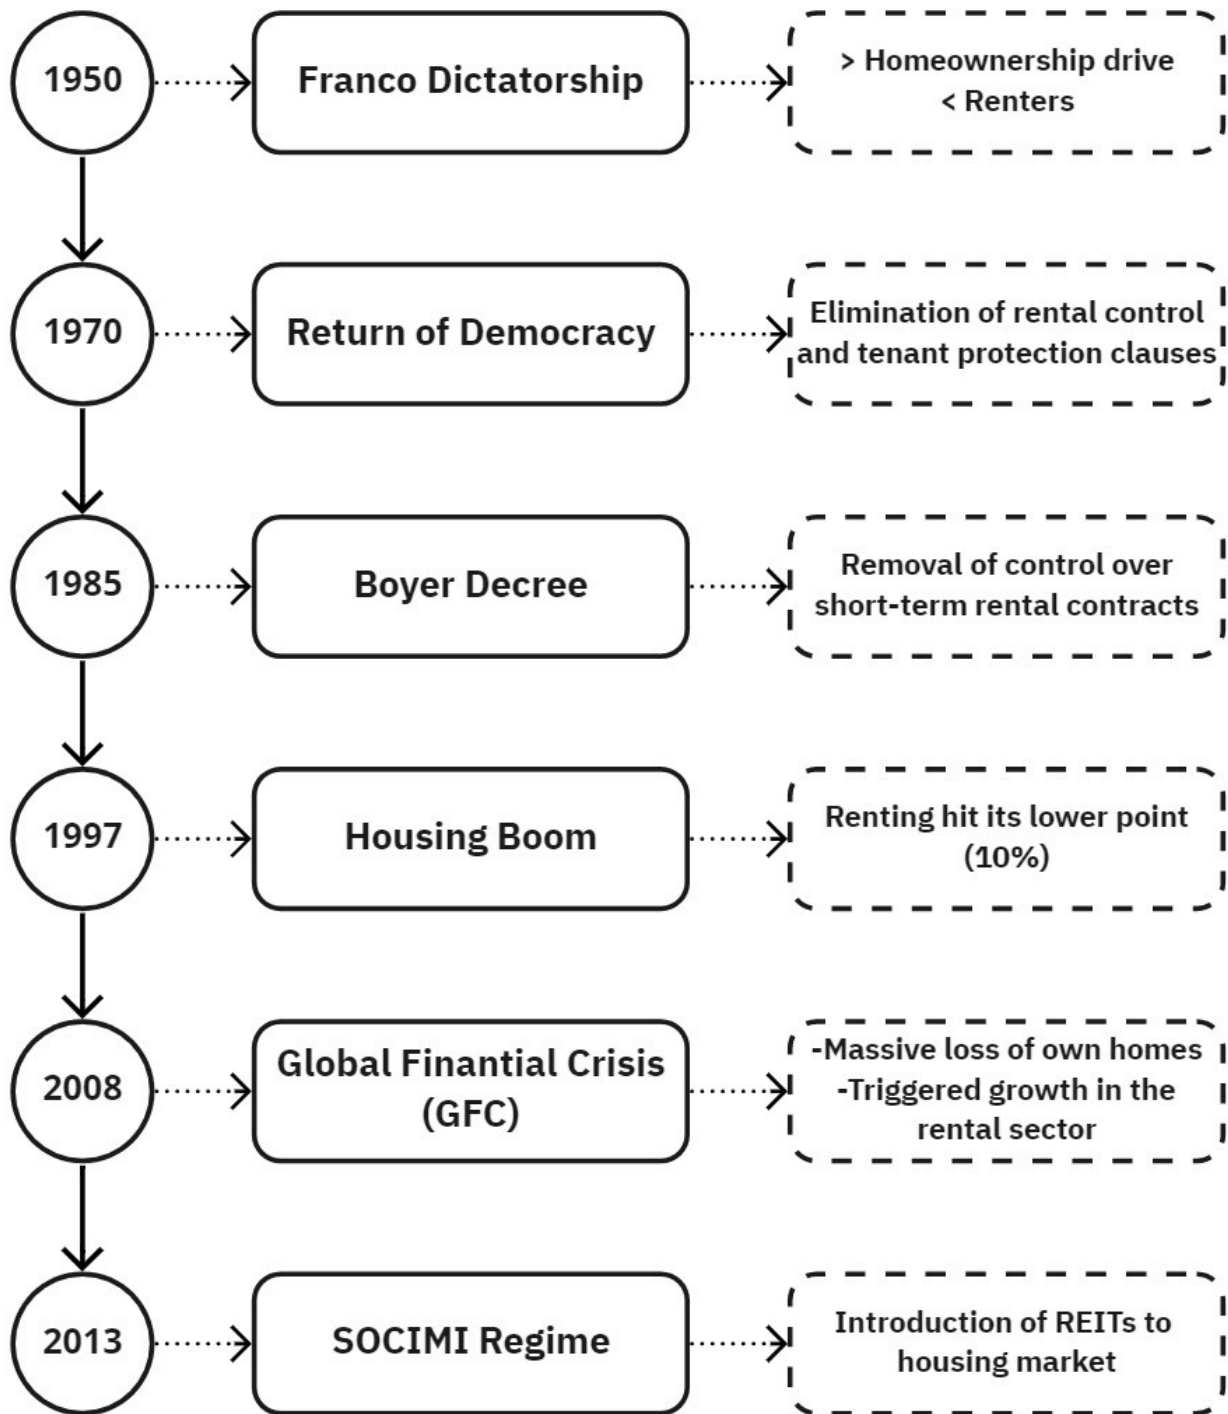 1950
Franco Dictatorship
> Homeownership drive
< Renters
1970
Return of Democracy
Elimination of rental control
and tenant protection clauses
1985
Boyer Decree
Removal of control over
short-term rental contracts
1997
Housing Boom
Renting hit its lower point
(10%)
2008
Global Finantial Crisis
(GFC)
-Massive loss of own homes
-Triggered growth in the
rental sector
2013
SOCIMI Regime
Introduction of REITs to
housing market